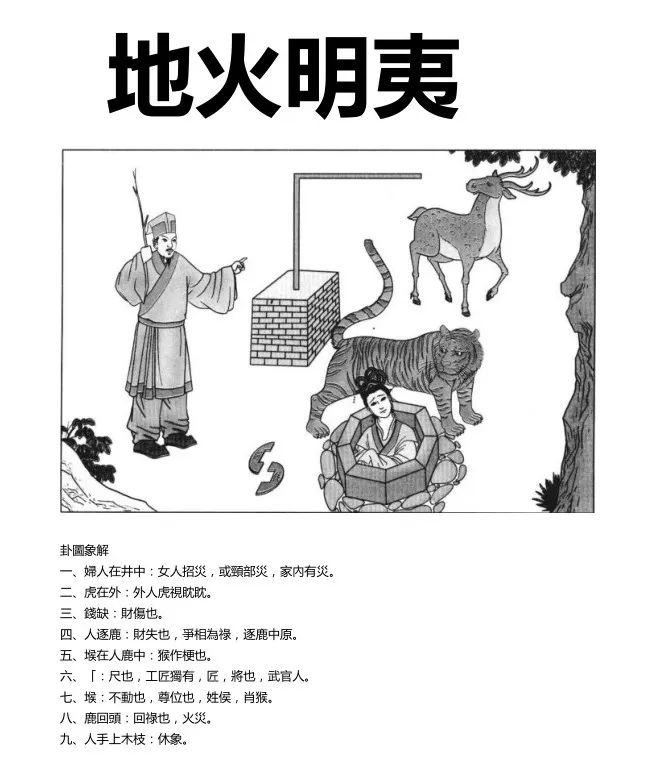 地火明夷
卦圖象解
一、婦人在井中：女人招災，或頸部災，家内有災。
二、虎在外：外人虎視眈眈。
三、錢缺：財傷也。
四、人逐鹿：財失也，爭相為祿，逐鹿中原。
五、堠在人鹿中：猴作梗也。
六、「：尺也，工匠獨有，匠，將也，武官人。
七、堠：不動也，尊位也，姓侯，肖猴。
八、鹿回頭：回祿也，火災。
九、人手上木枝：休象。